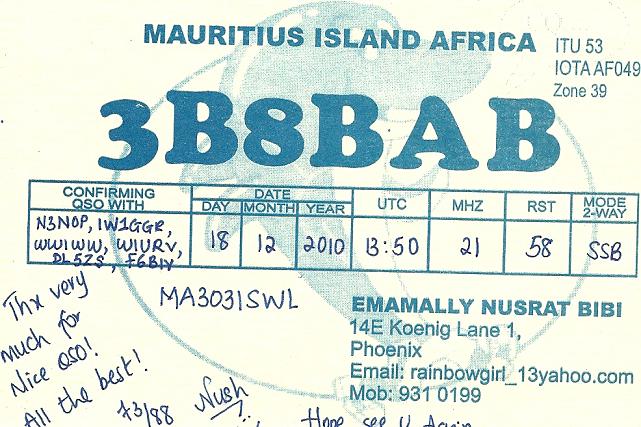 MAURITIUS ISLAND AFRICA
ITU 53
IOTA AF049
Zone 39
3B8BAB
CONFIRMING QSO WITH
DATE
DAY MONTH YEAR
UTC
MHZ
RST
MODE 2-WAY
N3NOP, IW1GGR,
WW1WW, W1URV,
DL5ZS, F6BIV
18 12 2010 13:50 21 58 SSB
MA3031SWL
EMAMALLY NUSRAT BIBI
14E Koenig Lane 1,
Phoenix
Email: rainbowgirl_13yahoo.com
Mob: 931 0199
Thx very
much for
Nice QSO!
All the best!
73/88 Nush
Hope see U Again